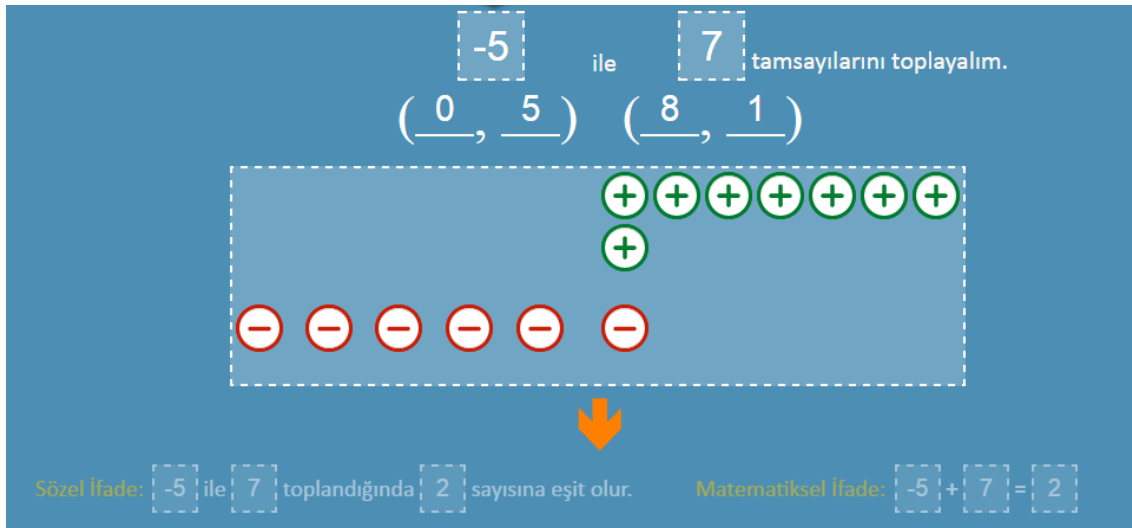 -5 ile 7 tamsayılarını toplayalım.
(0, 5) (8, 1)
+ + + + + + +
+
− − − − − −
Sözel İfade: -5 ile 7 toplandığında 2 sayısına eşit olur. Matematiksel İfade: -5 + 7 = 2